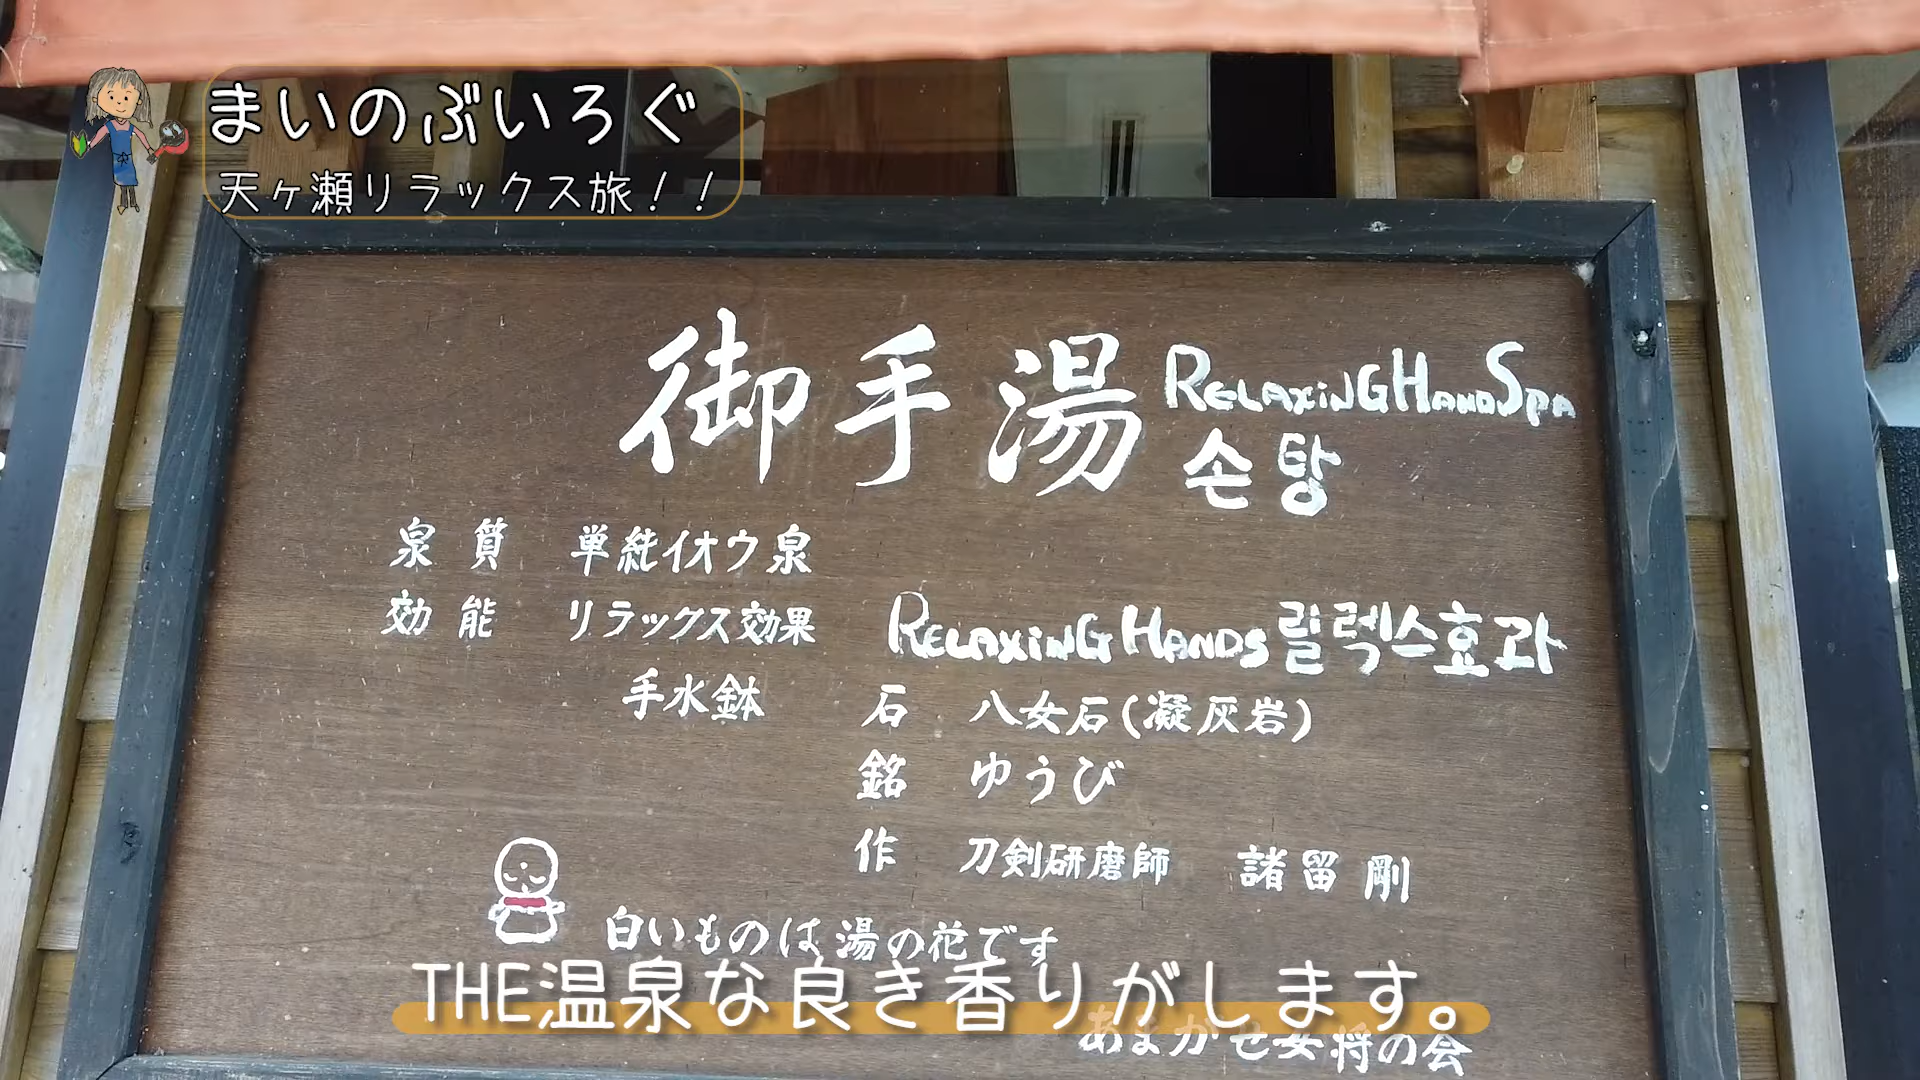 まいのぶいろぐ
天ヶ瀬リラックス旅!!
御手湯 RELAXiNG HAND SPA
손탕
泉質 単純イオウ泉
効能 リラックス効果 RELAXiNG HANDS 릴렉스효과
手水鉢 石 八女石(凝灰岩)
銘 ゆうび
作 刀剣研磨師 諸留 剛
白いものは湯の花です
THE温泉な良き香りがします。
あまがせ女将の会